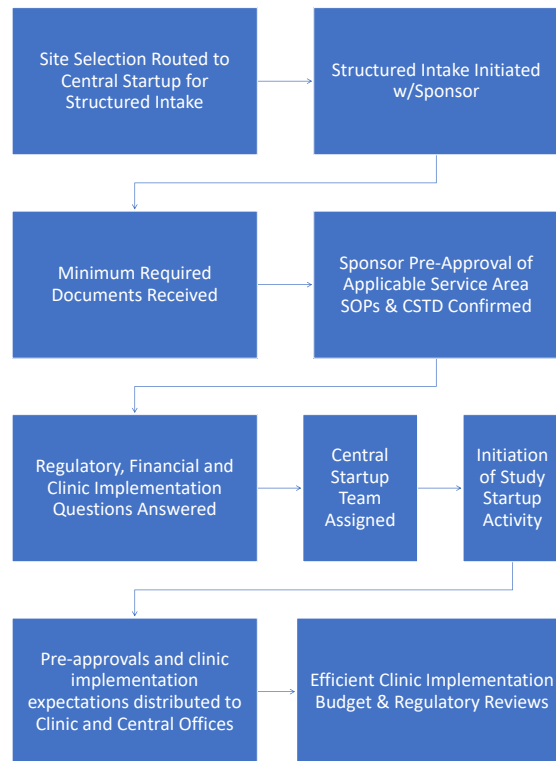 Site Selection Routed to
Central Startup for
Structured Intake
Structured Intake Initiated
w/Sponsor
Minimum Required
Documents Received
Sponsor Pre-Approval of
Applicable Service Area
SOPs & CSTD Confirmed
Regulatory, Financial and
Clinic Implementation
Questions Answered
Central
Startup
Team
Assigned
Initiation
of Study
Startup
Activity
Pre-approvals and clinic
implementation
expectations distributed to
Clinic and Central Offices
Efficient Clinic Implementation
Budget & Regulatory Reviews